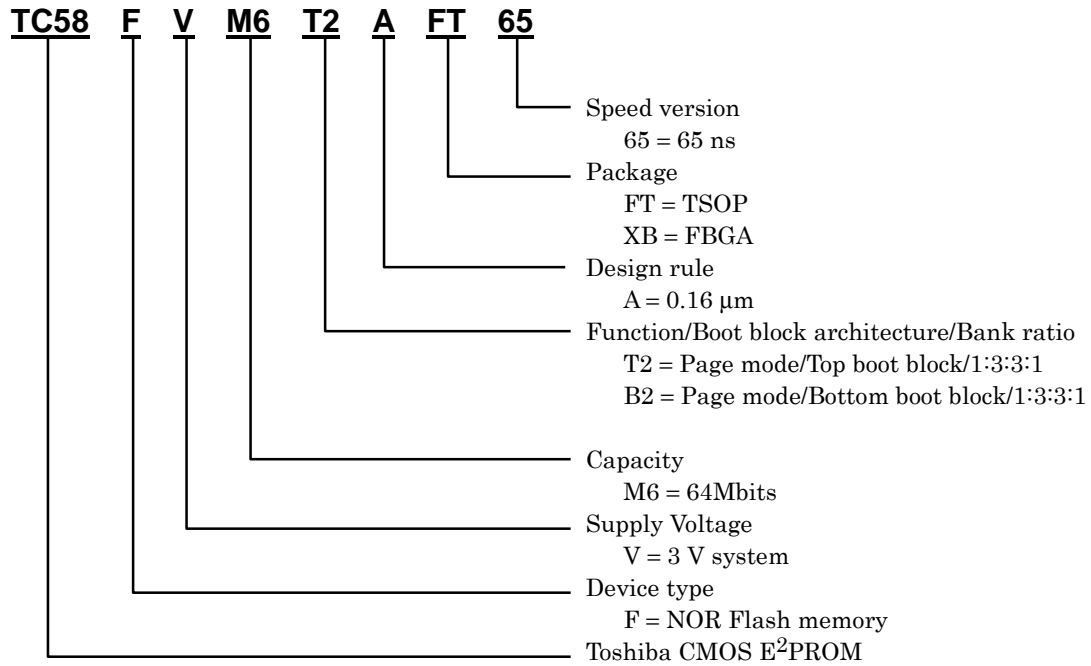 TC58 F V M6 T2 A FT 65
Speed version
65 = 65 ns
Package
FT = TSOP
XB = FBGA
Design rule
A = 0.16 μm
Function/Boot block architecture/Bank ratio
T2 = Page mode/Top boot block/1:3:3:1
B2 = Page mode/Bottom boot block/1:3:3:1
Capacity
M6 = 64Mbits
Supply Voltage
V = 3 V system
Device type
F = NOR Flash memory
Toshiba CMOS E²PROM